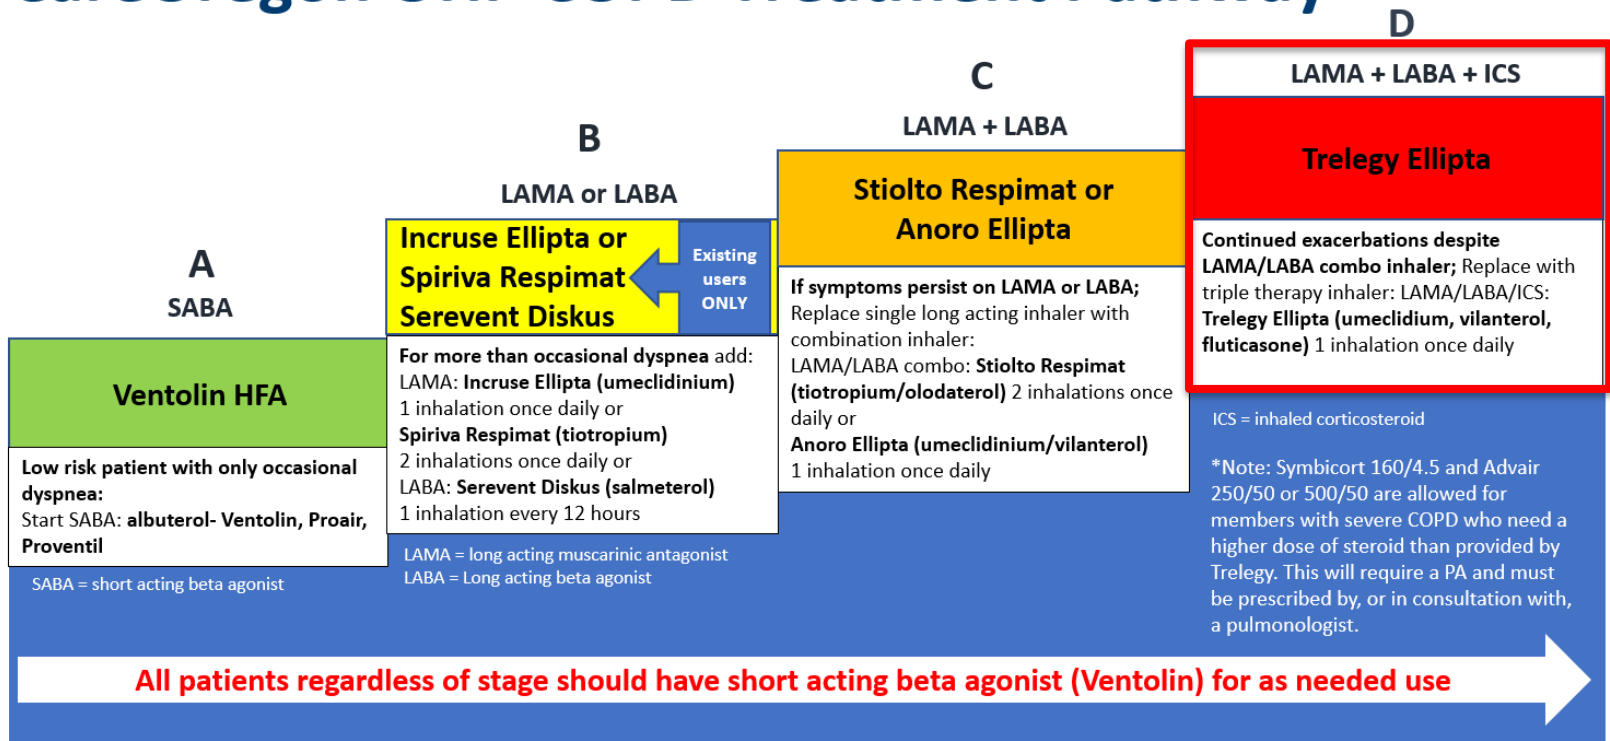 CareOregon OHP COPD Treatment Pathway
A
SABA
Ventolin HFA
Low risk patient with only occasional
dyspnea:
Start SABA: albuterol- Ventolin, Proair,
Proventil
SABA = short acting beta agonist
B
LAMA or LABA
Incruse Ellipta or
Spiriva Respimat
Serevent Diskus
Existing
users
ONLY
For more than occasional dyspnea add:
LAMA: Incruse Ellipta (umeclidinium)
1 inhalation once daily or
Spiriva Respimat (tiotropium)
2 inhalations once daily or
LABA: Serevent Diskus (salmeterol)
1 inhalation every 12 hours
LAMA = long acting muscarinic antagonist
LABA = Long acting beta agonist
C
LAMA + LABA
Stiolto Respimat or
Anoro Ellipta
If symptoms persist on LAMA or LABA;
Replace single long acting inhaler with
combination inhaler:
LAMA/LABA combo: Stiolto Respimat
(tiotropium/olodaterol) 2 inhalations once
daily or
Anoro Ellipta (umeclidinium/vilanterol)
1 inhalation once daily
D
LAMA + LABA + ICS
Trelegy Ellipta
Continued exacerbations despite
LAMA/LABA combo inhaler; Replace with
triple therapy inhaler: LAMA/LABA/ICS:
Trelegy Ellipta (umeclidium, vilanterol,
fluticasone) 1 inhalation once daily
ICS = inhaled corticosteroid
*Note: Symbicort 160/4.5 and Advair
250/50 or 500/50 are allowed for
members with severe COPD who need a
higher dose of steroid than provided by
Trelegy. This will require a PA and must
be prescribed by, or in consultation with,
a pulmonologist.
All patients regardless of stage should have short acting beta agonist (Ventolin) for as needed use